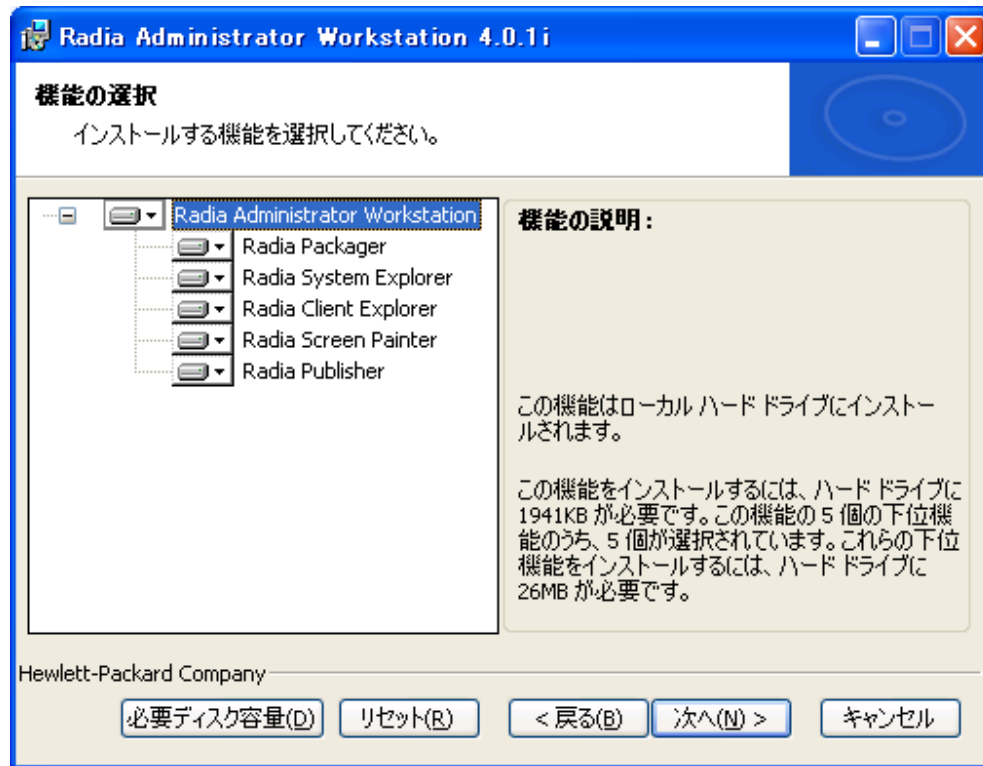 Radia Administrator Workstation 4.0.1i
機能の選択
インストールする機能を選択してください。
Radia Administrator Workstation
Radia Packager
Radia System Explorer
Radia Client Explorer
Radia Screen Painter
Radia Publisher
機能の説明:
この機能はローカル ハード ドライブにインストー
ルされます。
この機能をインストールするには、ハード ドライブに
1941KB が必要です。この機能の 5 個の下位機
能のうち、5 個が選択されています。これらの下位
機能をインストールするには、ハード ドライブに
26MB が必要です。
Hewlett-Packard Company
必要ディスク容量(D)
リセット(R)
< 戻る(B)
次へ(N) >
キャンセル